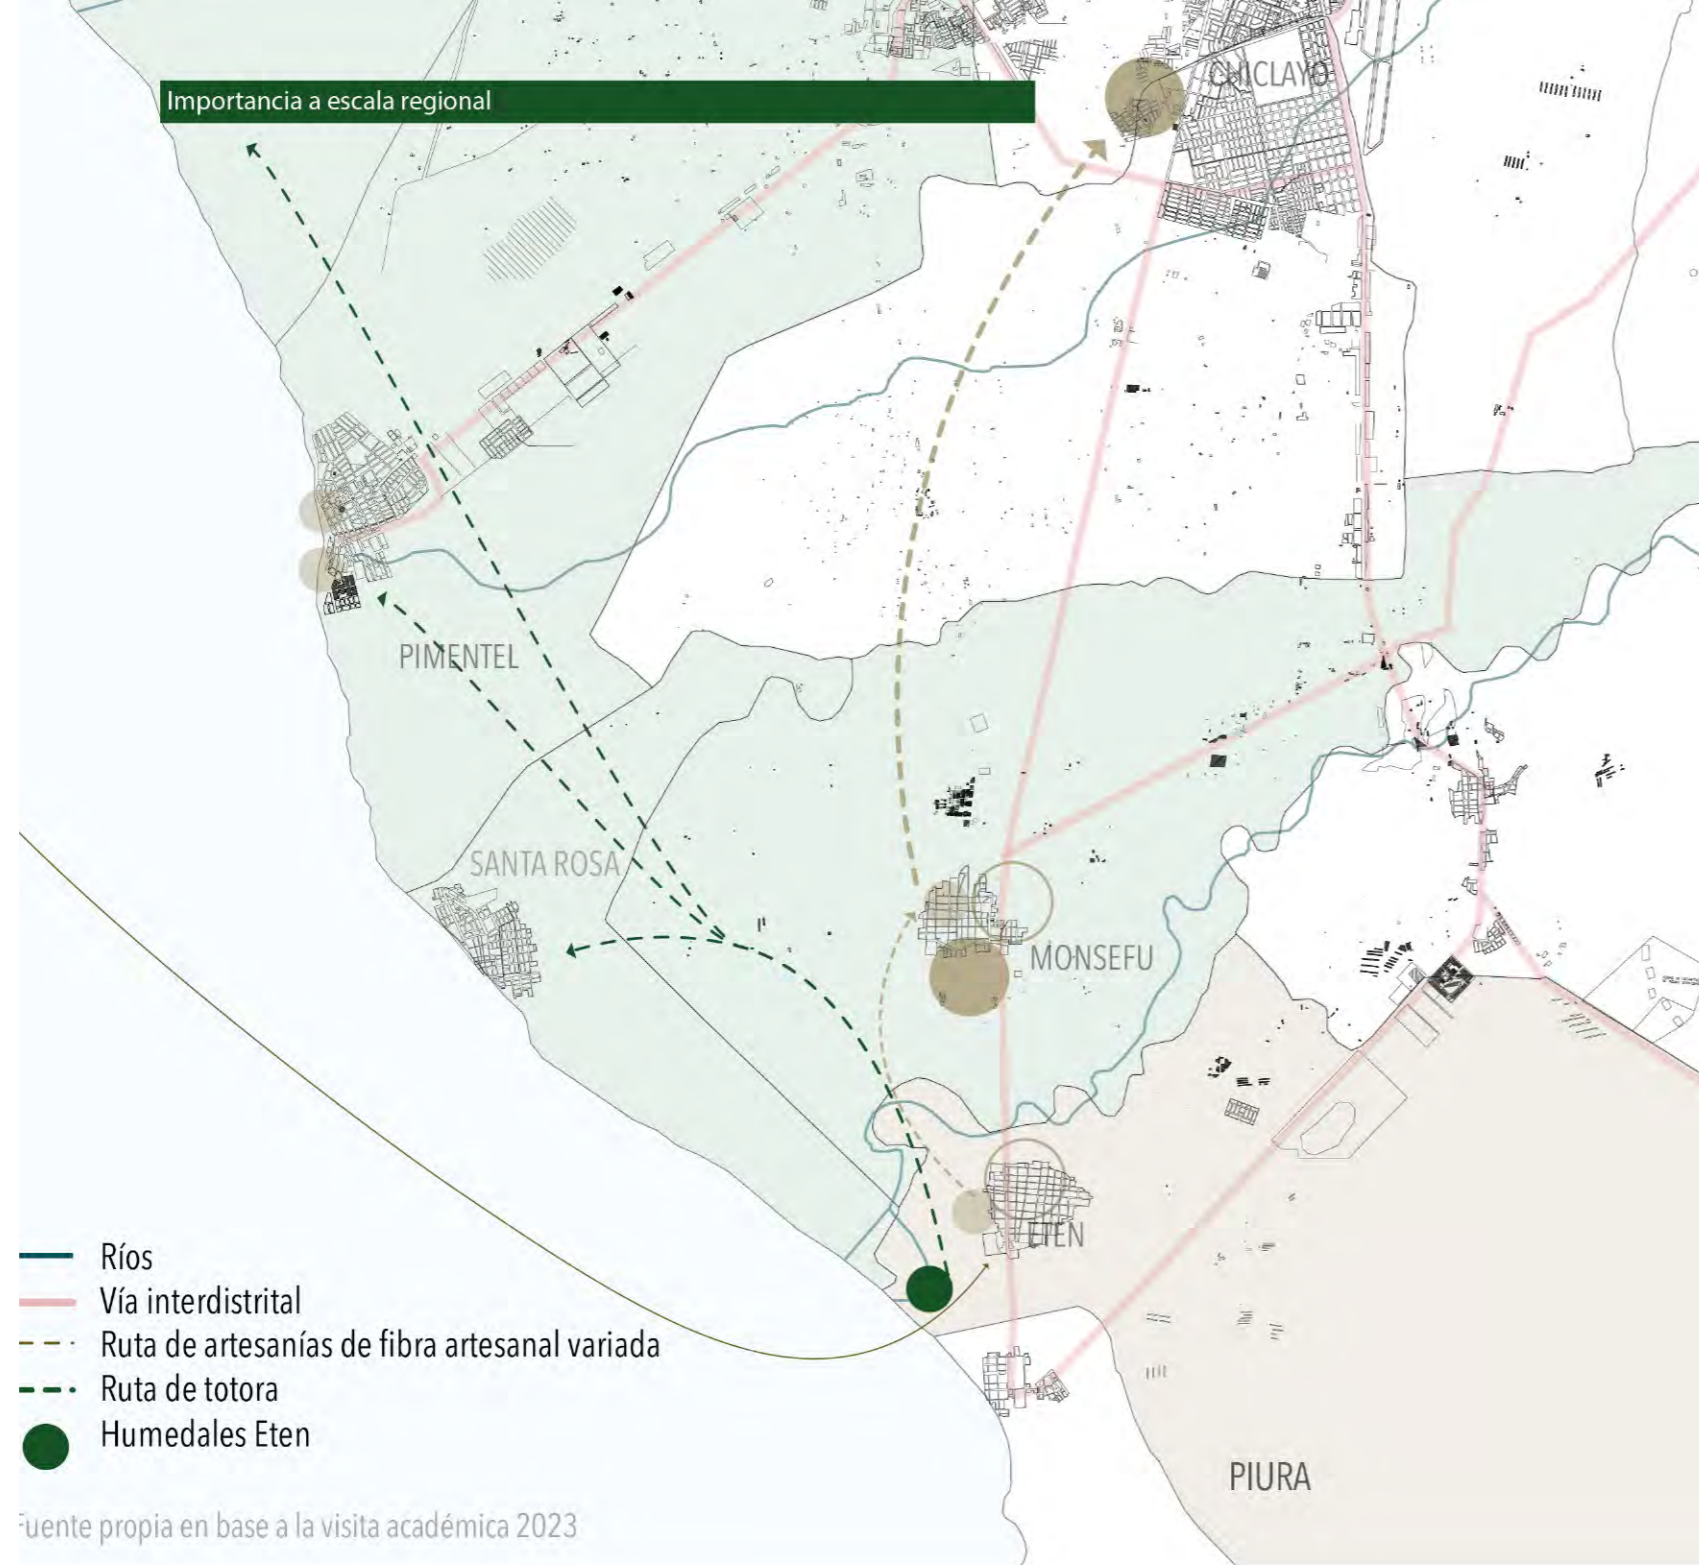 CHICLAYO
Importancia a escala regional
PIMENTEL
SANTA ROSA
MONSEFU
ETEN
Ríos
Vía interdistrital
Ruta de artesanías de fibra artesanal variada
Ruta de totora
Humedales Eten
PIURA
Fuente propia en base a la visita académica 2023